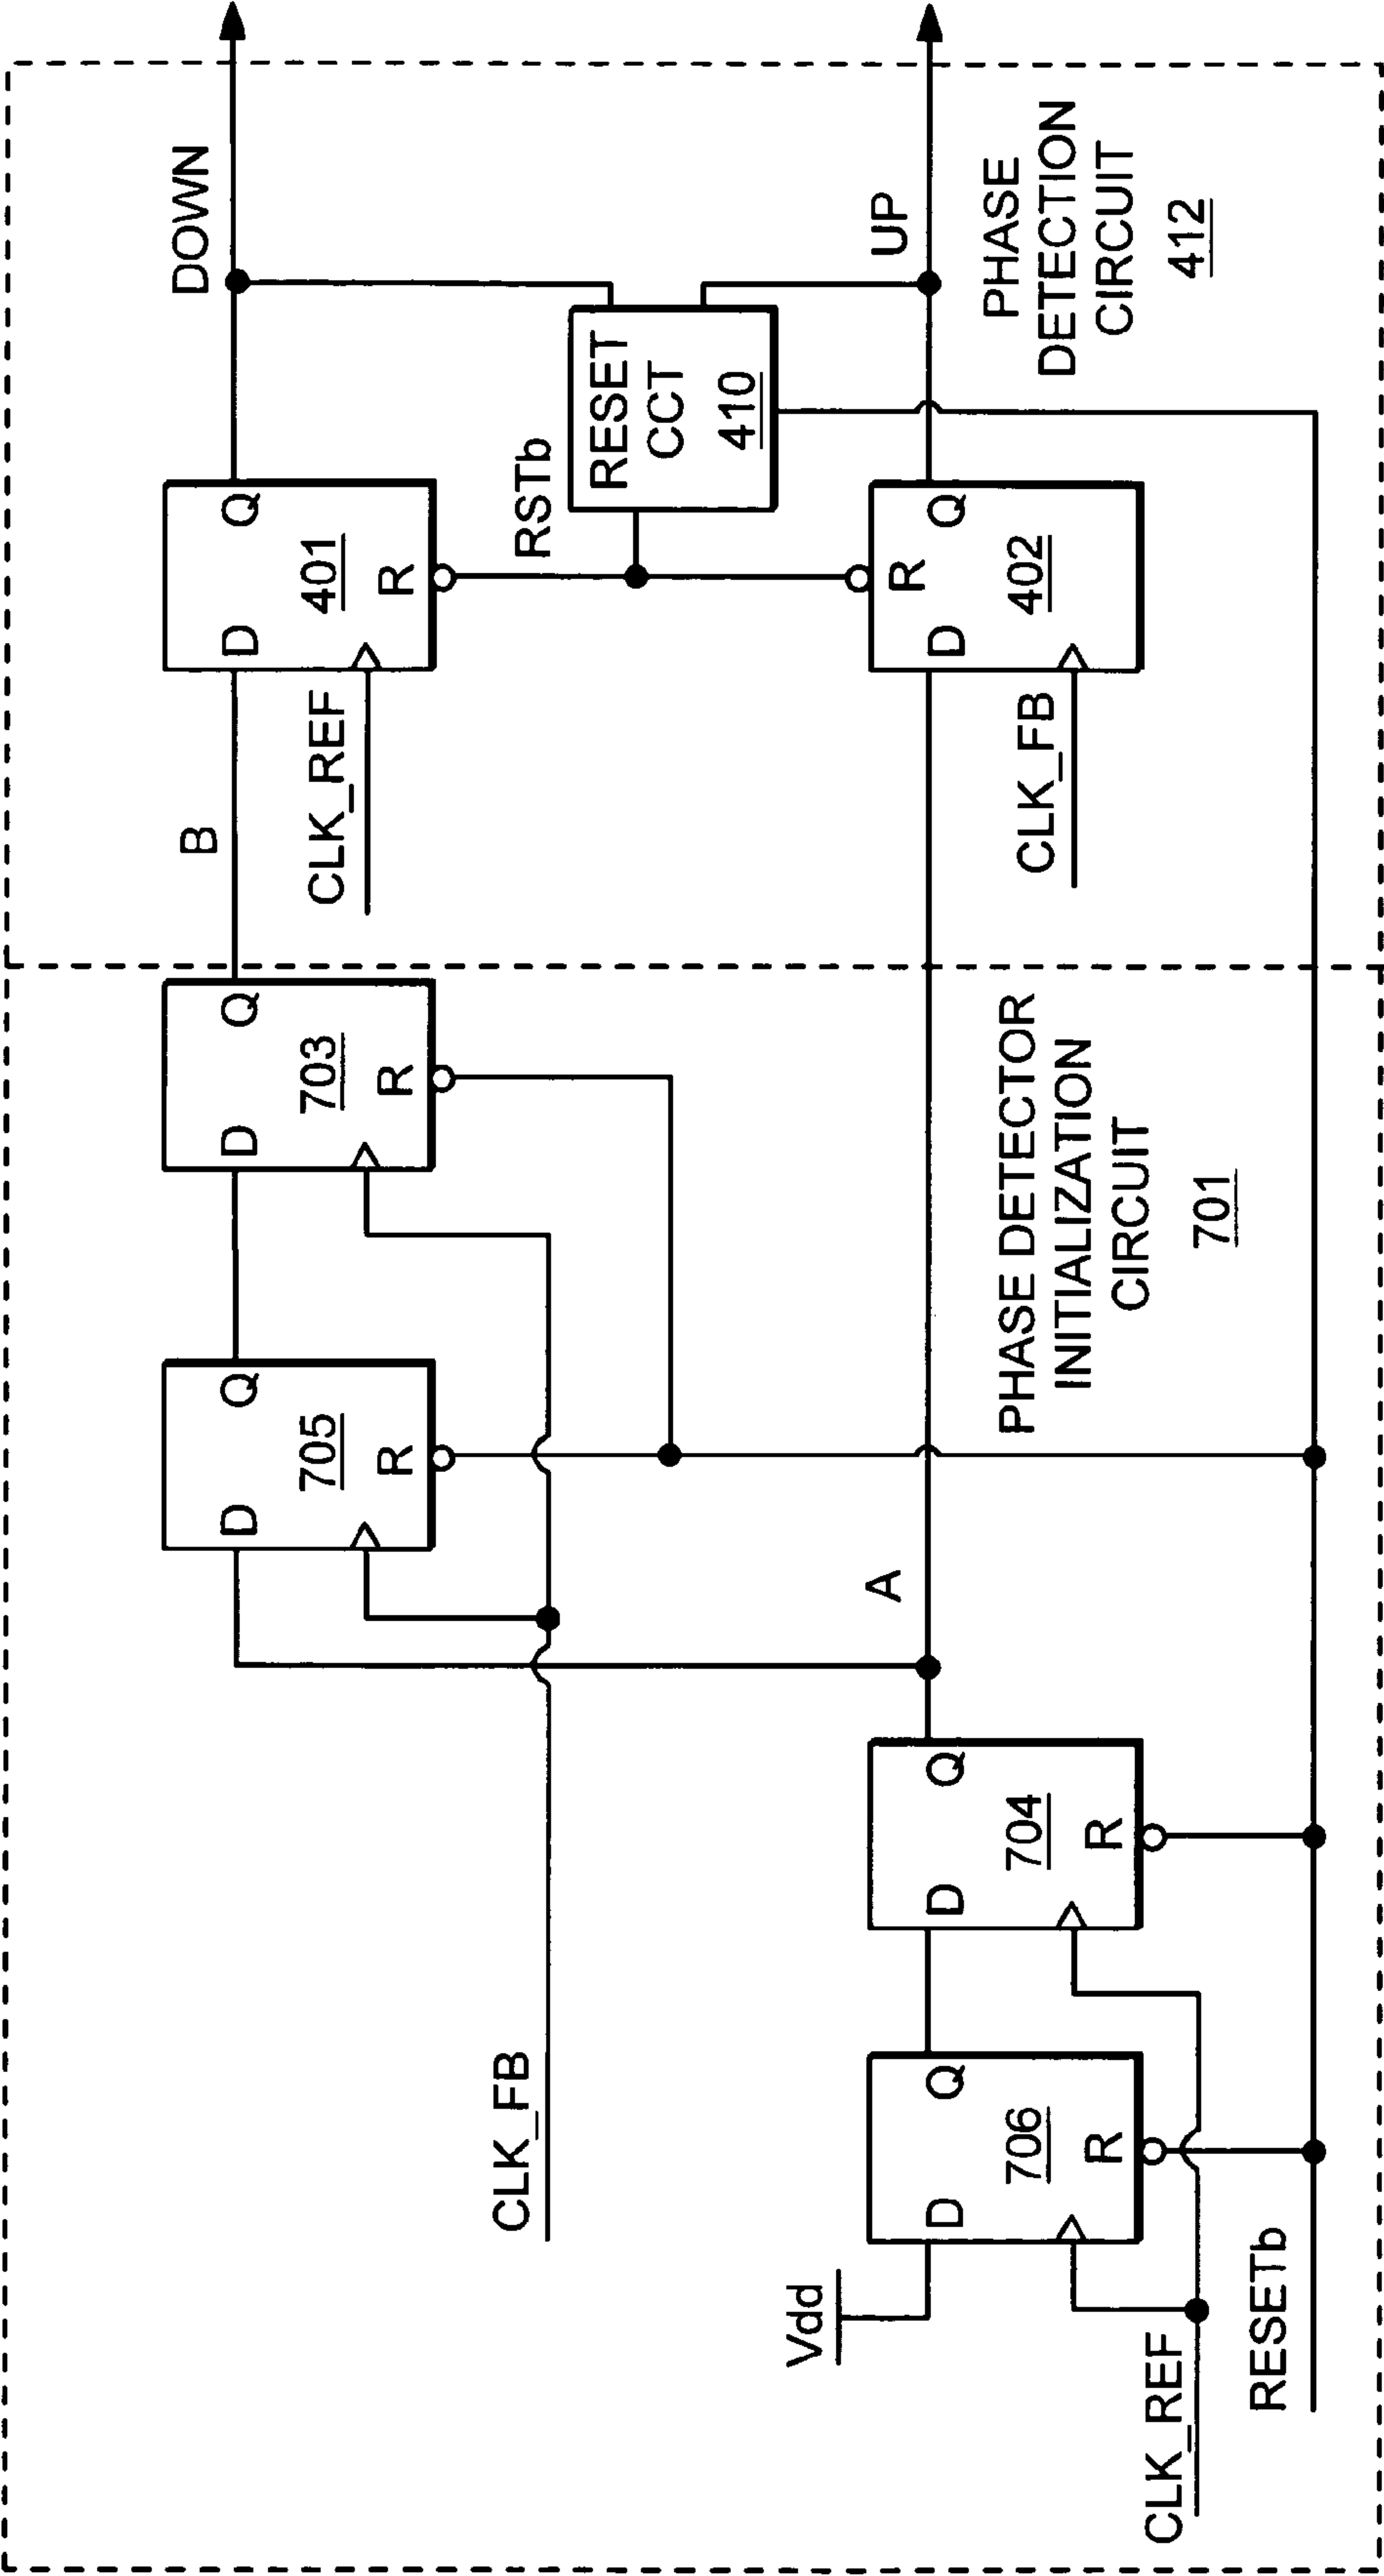 DOWN
B
Q
401
D
R
CLK_REF
Q
703
D
R
Q
705
D
R
RSTb
RESET
CCT
410
UP
Q
402
D
R
CLK_FB
PHASE
DETECTION
CIRCUIT
412
PHASE DETECTOR
INITIALIZATION
CIRCUIT
701
A
CLK_FB
Q
704
D
R
Q
706
D
R
Vdd
CLK_REF
RESETb